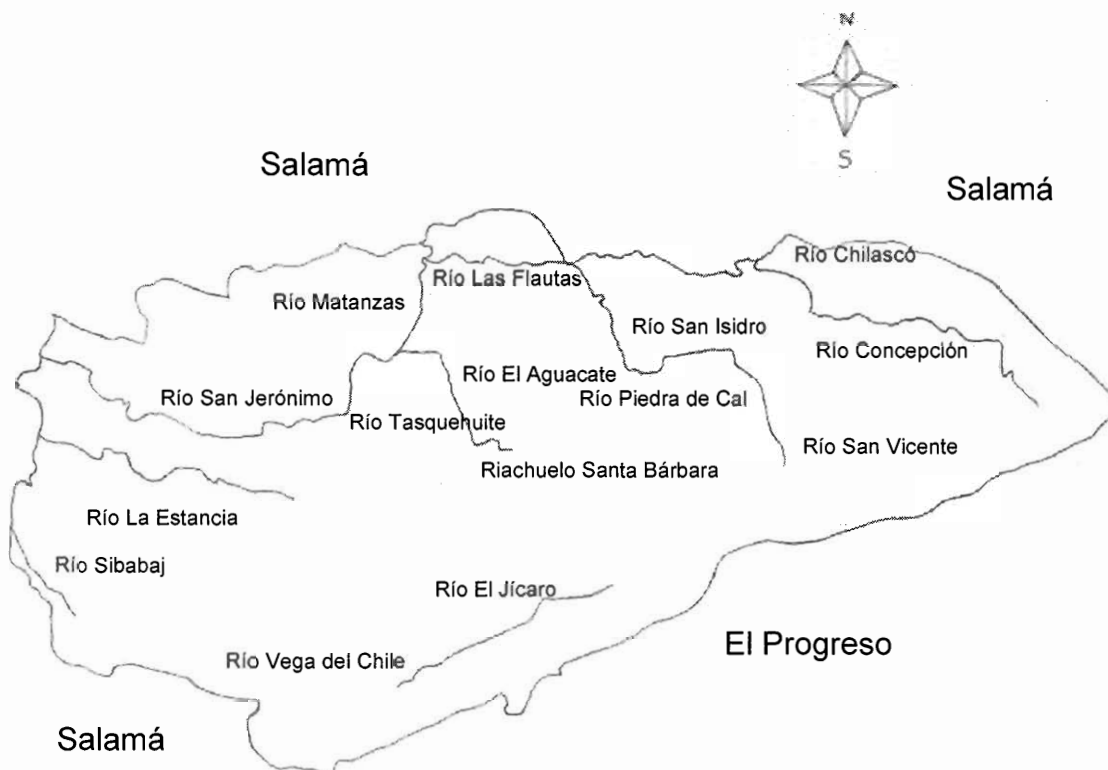 N
S
Salamá
Salamá
Río Chilascó
Río Las Flautas
Río Matanzas
Río San Isidro
Río Concepción
Río El Aguacate
Río San Jerónimo
Río Piedra de Cal
Río Tasquehuite
Río San Vicente
Riachuelo Santa Bárbara
Río La Estancia
Río Sibabaj
Río El Jícaro
El Progreso
Río Vega del Chile
Salamá